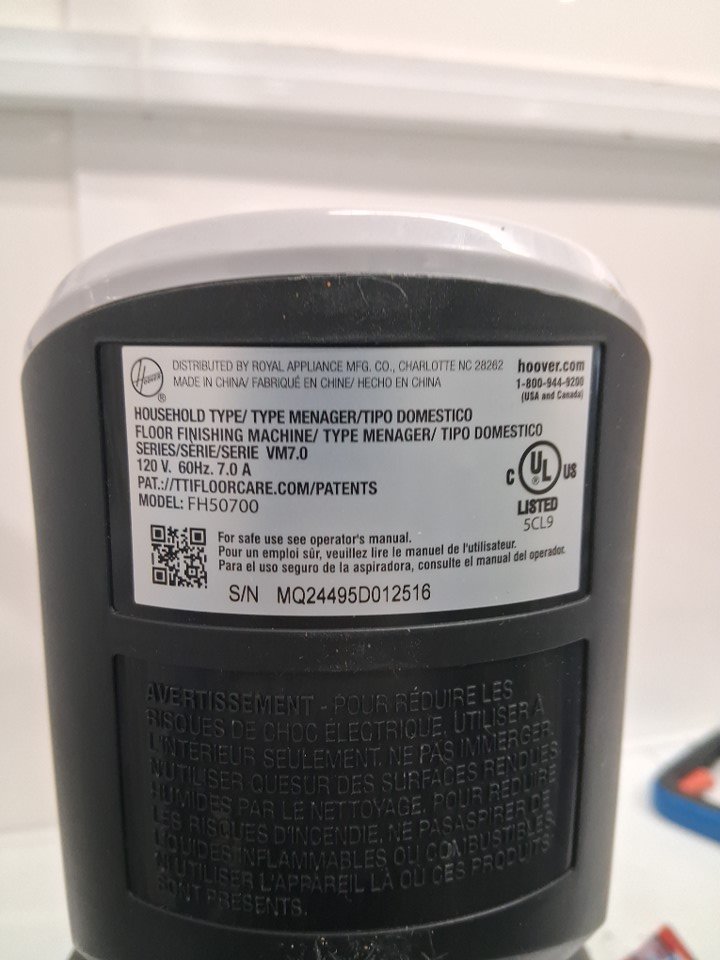 Hoover
®
DISTRIBUTED BY ROYAL APPLIANCE MFG. CO., CHARLOTTE NC 28262
MADE IN CHINA/ FABRIQUÉ EN CHINE/ HECHO EN CHINA
hoover.com
1-800-944-9200
(USA and Canada)
HOUSEHOLD TYPE/ TYPE MENAGER/TIPO DOMESTICO
FLOOR FINISHING MACHINE/ TYPE MENAGER/ TIPO DOMESTICO
SERIES/SÉRIE/SERIE VM7.0
120 V. 60Hz. 7.0 A
PAT.://TTIFLOORCARE.COM/PATENTS
MODEL: FH50700
C UL® US
LISTED
5CL9
For safe use see operator's manual.
Pour un emploi sûr, veuillez lire le manuel de l'utilisateur.
Para el uso seguro de la aspiradora, consulte el manual del operador.
S/N MQ24495D012516
AVERTISSEMENT - POUR RÉDUIRE LES
RISQUES DE CHOC ÉLECTRIQUE, UTILISER À
L'INTÉRIEUR SEULEMENT. NE PAS IMMERGER.
N'UTILISER QUESUR DES SURFACES RENDUES
HUMIDES PAR LE NETTOYAGE. POUR RÉDUIRE
LES RISQUES D'INCENDIE, NE PASASPIRER DE
LIQUIDES INFLAMMABLES OU COMBUSTIBLES
N'UTILISER L'APPAREIL LÀ OÙ CES PRODUITS
SONT PRÉSENTS.